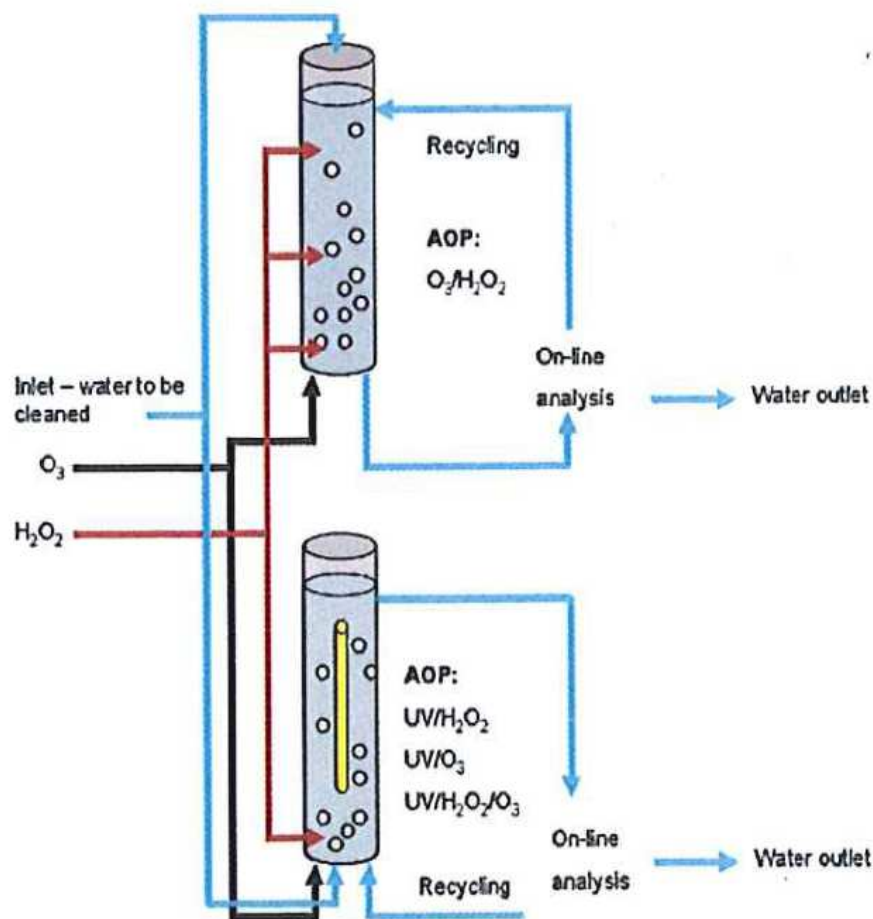 Recycling
AOP:
O₃/H₂O₂
On-line
analysis
Water outlet
Inlet – water to be
cleaned
O₃
H₂O₂
AOP:
UV/H₂O₂
UV/O₃
UV/H₂O₂/O₃
On-line
analysis
Water outlet
Recycling